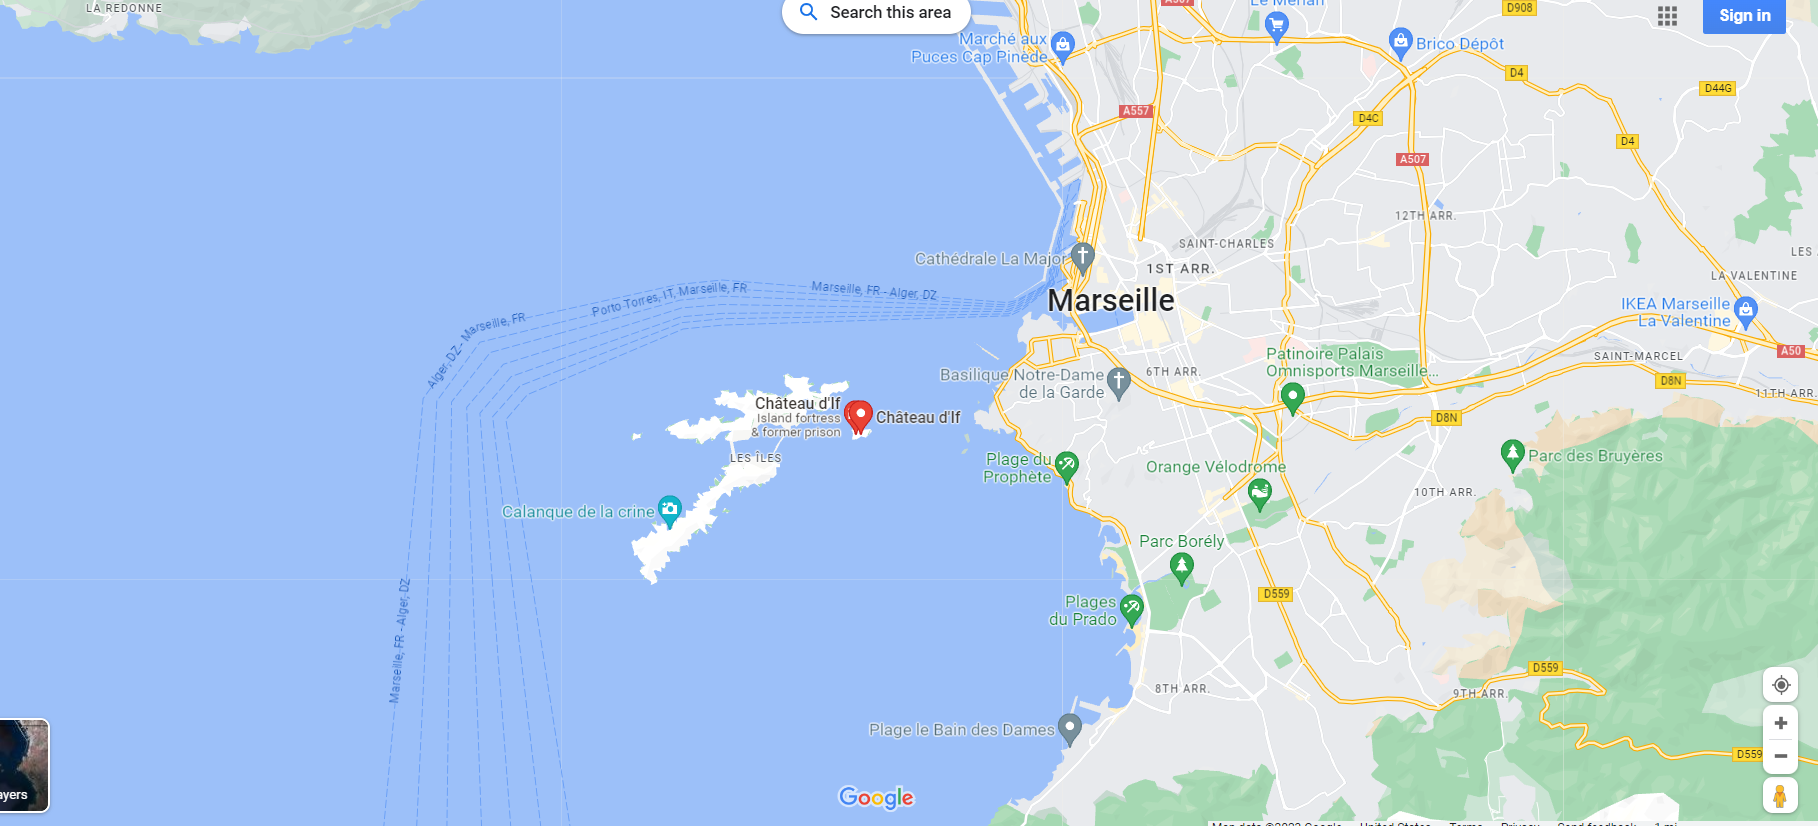 LA REDONNE
Search this area
A507
Le Merlan
D908
Sign in
Marché aux
Puces Cap Pinède
Brico Dépôt
D4
D44G
A557
D4C
D4
A507
12TH ARR.
SAINT-CHARLES
Cathédrale La Major
1ST ARR.
LES
LA VALENTINE
Marseille
IKEA Marseille
La Valentine
Porto Torres, IT, Marseille, FR
Marseille, FR - Alger, DZ
Alger, DZ - Marseille, FR
SAINT-MARCEL
A50
Patinoire Palais
Omnisports Marseille...
Basilique Notre-Dame
de la Garde
6TH ARR.
D8N
11TH ARR.
Château d'If
Island fortress
& former prison
Château d'If
D8N
LES ÎLES
Plage du
Prophète
Orange Vélodrome
Parc des Bruyères
10TH ARR.
Calanque de la crine
Parc Borély
Marseille, FR - Alger, DZ
Plages
du Prado
D559
8TH ARR.
D559
9TH ARR.
Plage le Bain des Dames
D559
ayers
Google
Map data ©2023 Google
United States
Terms
Privacy
Send feedback
1 mi